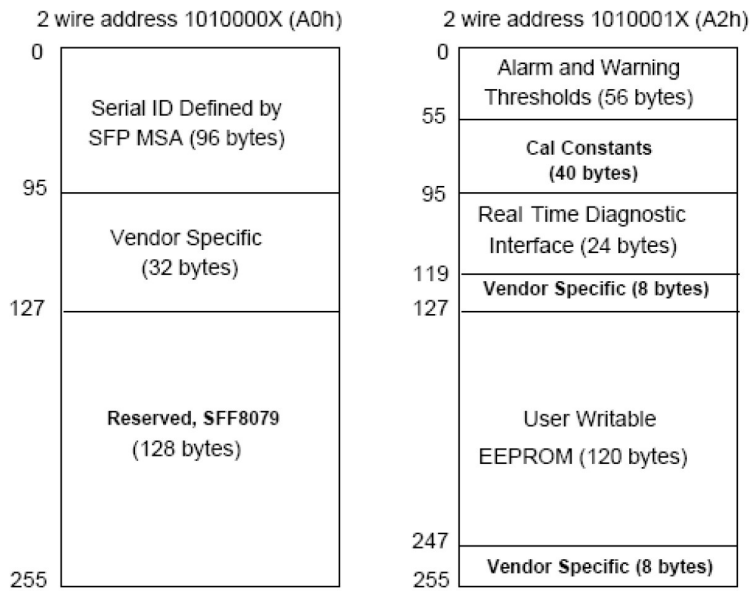 2 wire address 1010000X (A0h)
0
Serial ID Defined by
SFP MSA (96 bytes)
95
Vendor Specific
(32 bytes)
127
Reserved, SFF8079
(128 bytes)
255
2 wire address 1010001X (A2h)
0
Alarm and Warning
Thresholds (56 bytes)
55
Cal Constants
(40 bytes)
95
Real Time Diagnostic
Interface (24 bytes)
119
Vendor Specific (8 bytes)
127
User Writable
EEPROM (120 bytes)
247
Vendor Specific (8 bytes)
255